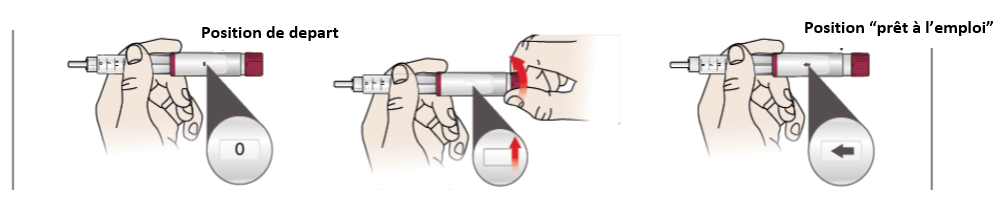 Position de depart
Position “prêt à l’emploi”
0